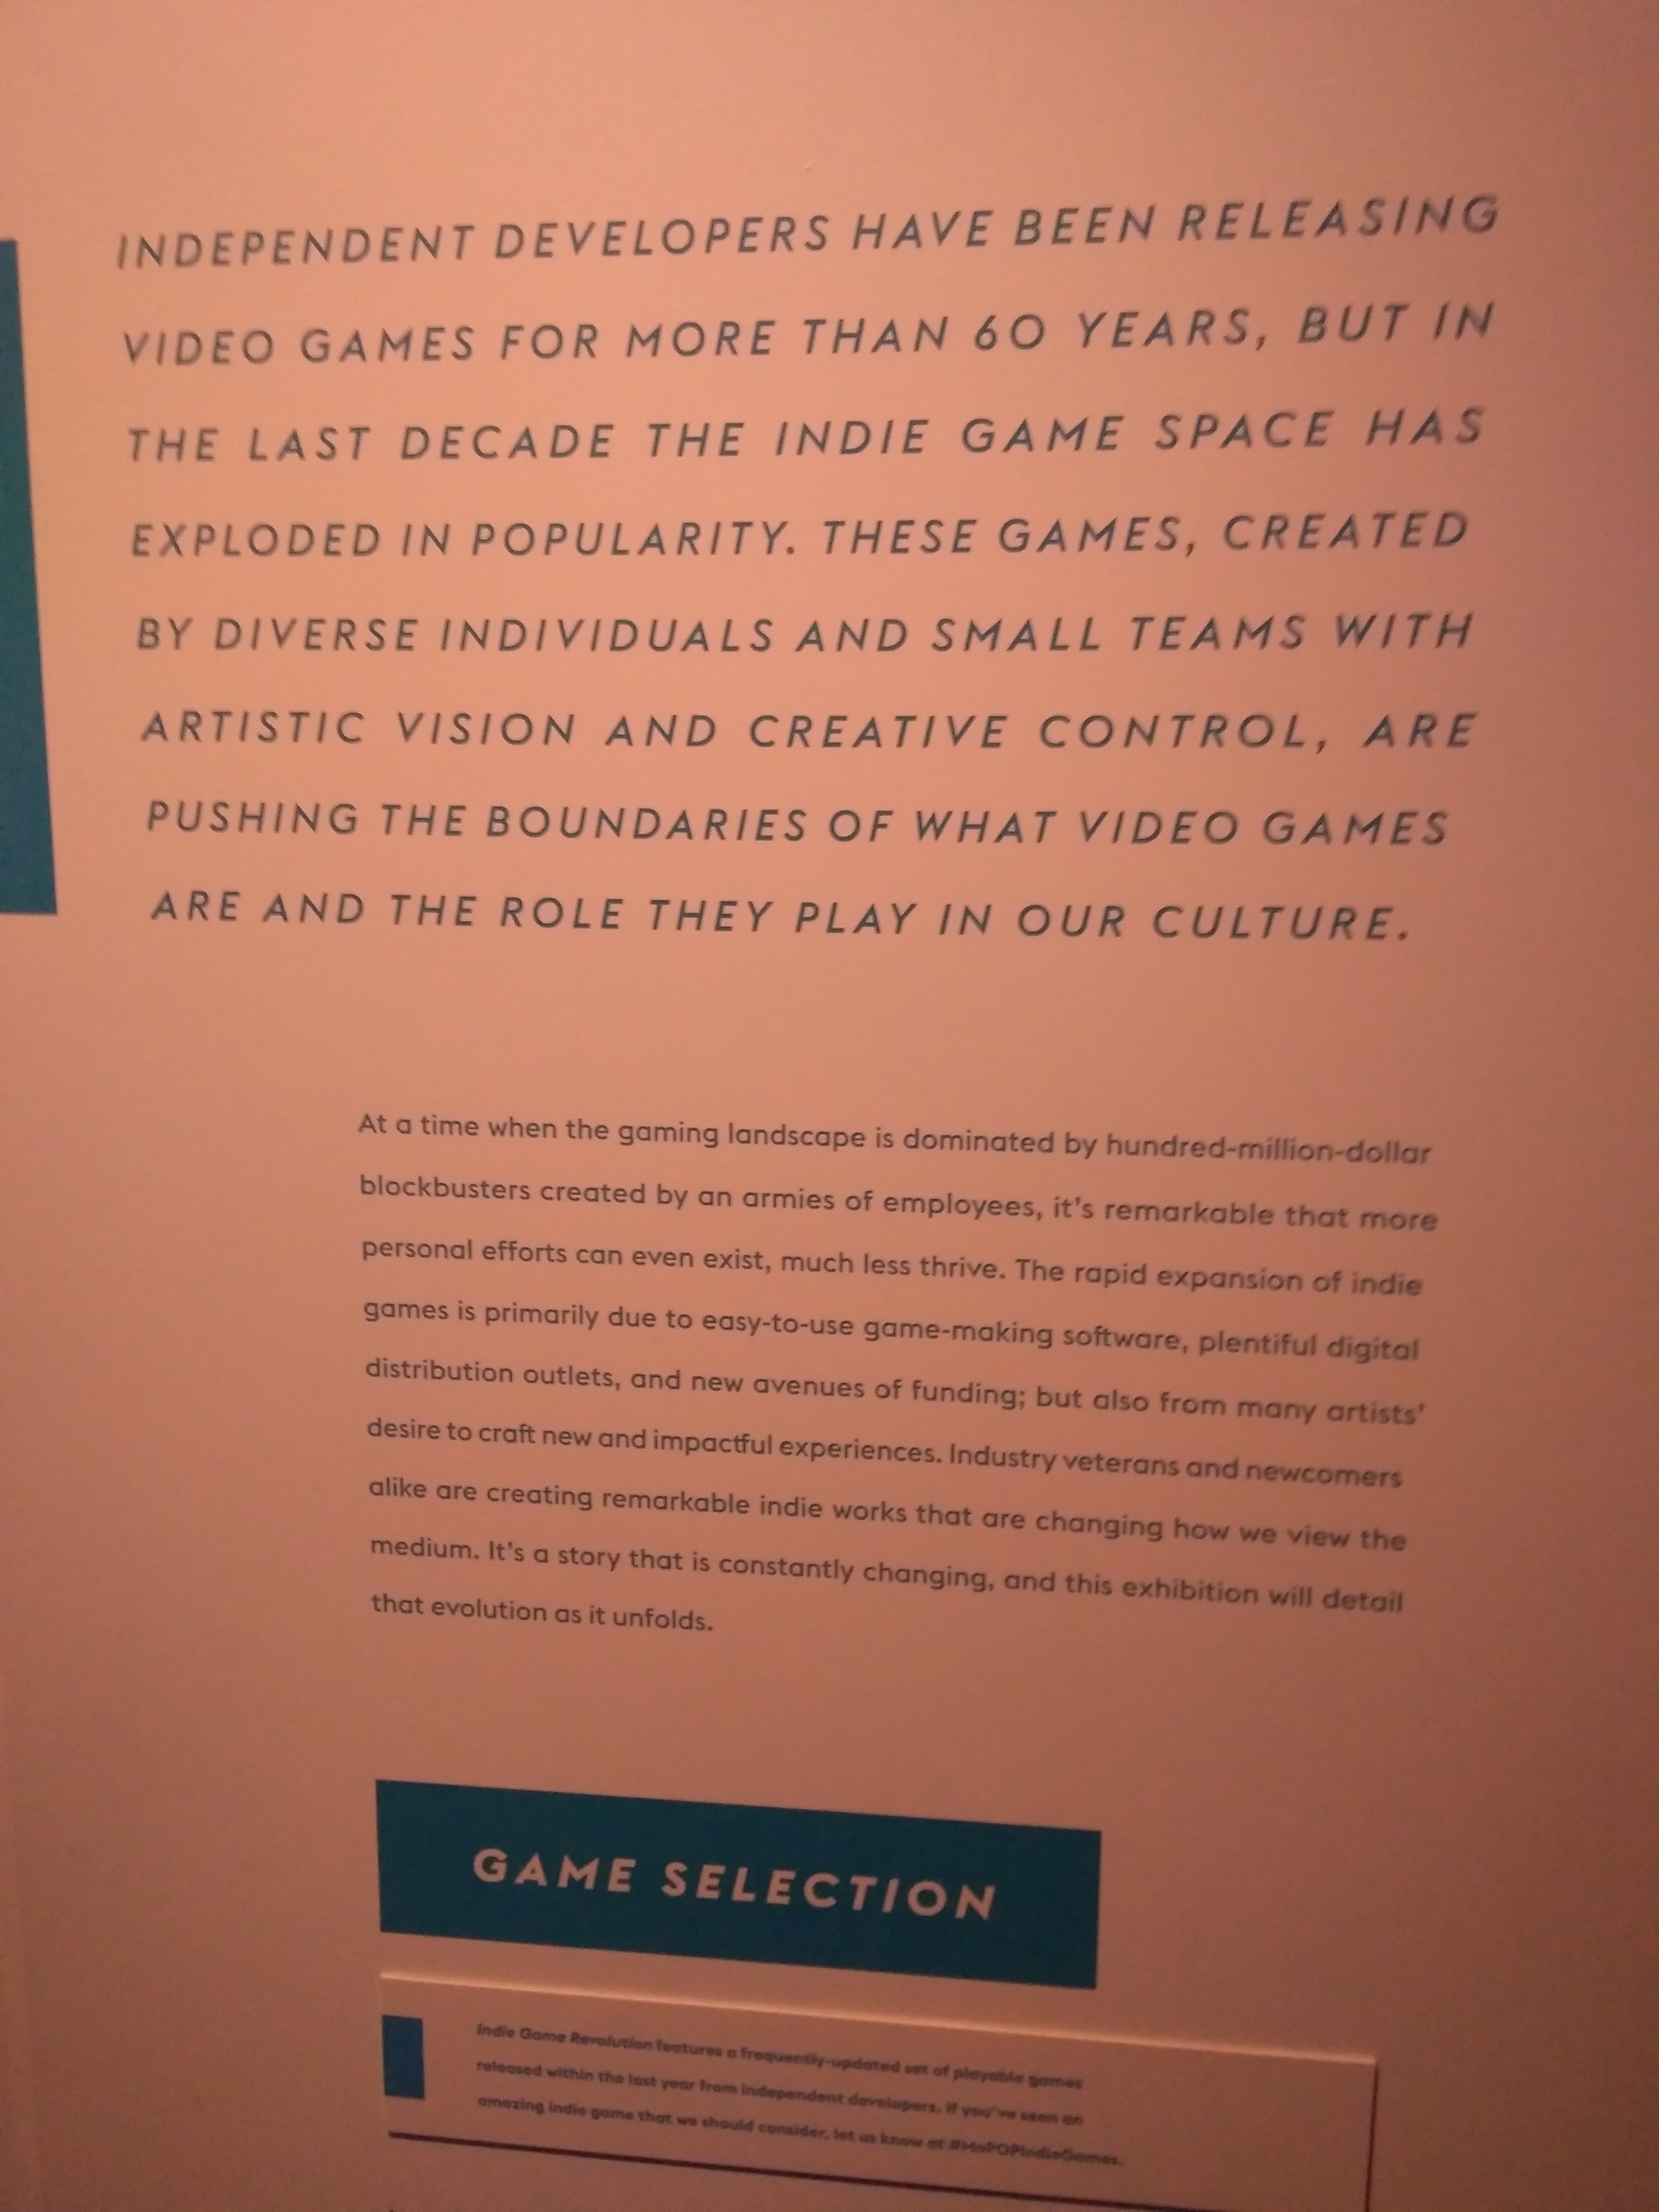 INDEPENDENT DEVELOPERS HAVE BEEN RELEASING
VIDEO GAMES FOR MORE THAN 60 YEARS, BUT IN
THE LAST DECADE THE INDIE GAME SPACE HAS
EXPLODED IN POPULARITY. THESE GAMES, CREATED
BY DIVERSE INDIVIDUALS AND SMALL TEAMS WITH
ARTISTIC VISION AND CREATIVE CONTROL, ARE
PUSHING THE BOUNDARIES OF WHAT VIDEO GAMES
ARE AND THE ROLE THEY PLAY IN OUR CULTURE.
At a time when the gaming landscape is dominated by hundred-million-dollar
blockbusters created by an armies of employees, it's remarkable that more
personal efforts can even exist, much less thrive. The rapid expansion of indie
games is primarily due to easy-to-use game-making software, plentiful digital
distribution outlets, and new avenues of funding; but also from many artists'
desire to craft new and impactful experiences. Industry veterans and newcomers
alike are creating remarkable indie works that are changing how we view the
medium. It's a story that is constantly changing, and this exhibition will detail
that evolution as it unfolds.
GAME SELECTION
Indie Game Revolution features a frequently-updated set of playable games
released within the last year from independent developers. If you've seen an
amazing indie game that we should consider, let us know at #MoPOPIndieGames.